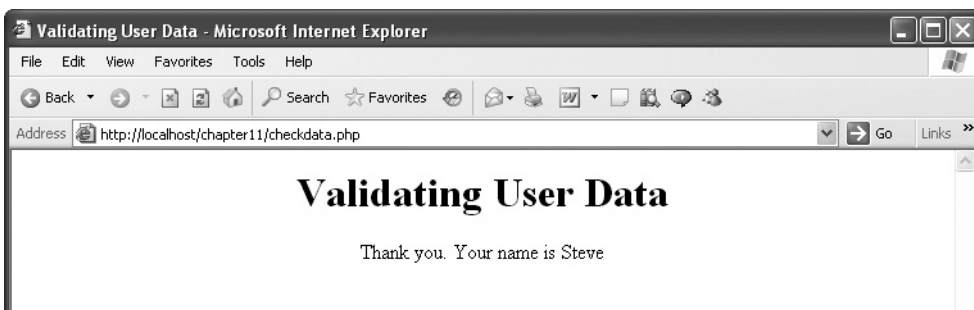 Validating User Data - Microsoft Internet Explorer
File Edit View Favorites Tools Help
Back Search Favorites
Address http://localhost/chapter11/checkdata.php Go Links »
Validating User Data
Thank you. Your name is Steve